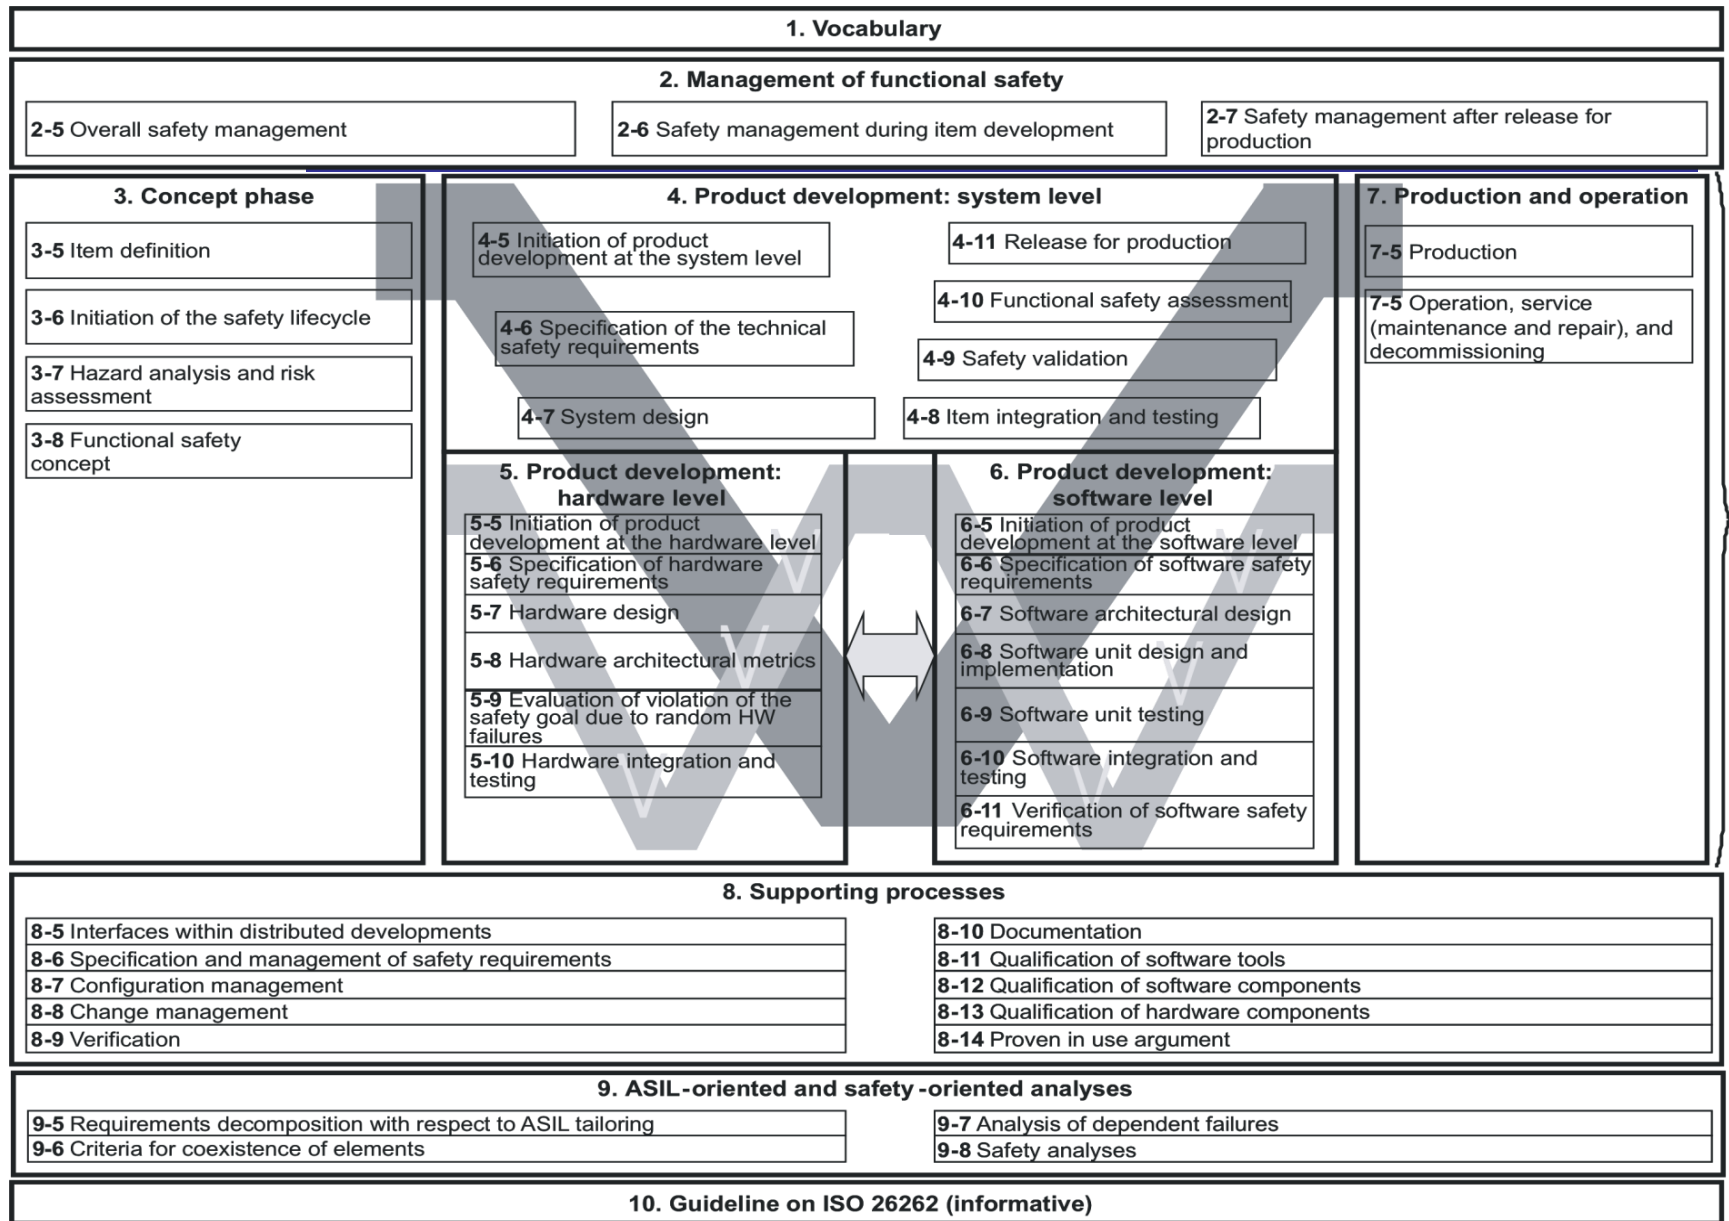 1. Vocabulary
2. Management of functional safety
2-5 Overall safety management
2-6 Safety management during item development
2-7 Safety management after release for
production
3. Concept phase
3-5 Item definition
3-6 Initiation of the safety lifecycle
3-7 Hazard analysis and risk
assessment
3-8 Functional safety
concept
4. Product development: system level
4-5 Initiation of product
development at the system level
4-6 Specification of the technical
safety requirements
4-7 System design
4-11 Release for production
4-10 Functional safety assessment
4-9 Safety validation
4-8 Item integration and testing
7. Production and operation
7-5 Production
7-5 Operation, service
(maintenance and repair), and
decommissioning
5. Product development:
hardware level
5-5 Initiation of product
development at the hardware level
5-6 Specification of hardware
safety requirements
5-7 Hardware design
5-8 Hardware architectural metrics
5-9 Evaluation of violation of the
safety goal due to random HW
failures
5-10 Hardware integration and
testing
6. Product development:
software level
6-5 Initiation of product
development at the software level
6-6 Specification of software safety
requirements
6-7 Software architectural design
6-8 Software unit design and
implementation
6-9 Software unit testing
6-10 Software integration and
testing
6-11 Verification of software safety
requirements
8. Supporting processes
8-5 Interfaces within distributed developments
8-6 Specification and management of safety requirements
8-7 Configuration management
8-8 Change management
8-9 Verification
8-10 Documentation
8-11 Qualification of software tools
8-12 Qualification of software components
8-13 Qualification of hardware components
8-14 Proven in use argument
9. ASIL-oriented and safety-oriented analyses
9-5 Requirements decomposition with respect to ASIL tailoring
9-6 Criteria for coexistence of elements
9-7 Analysis of dependent failures
9-8 Safety analyses
10. Guideline on ISO 26262 (informative)